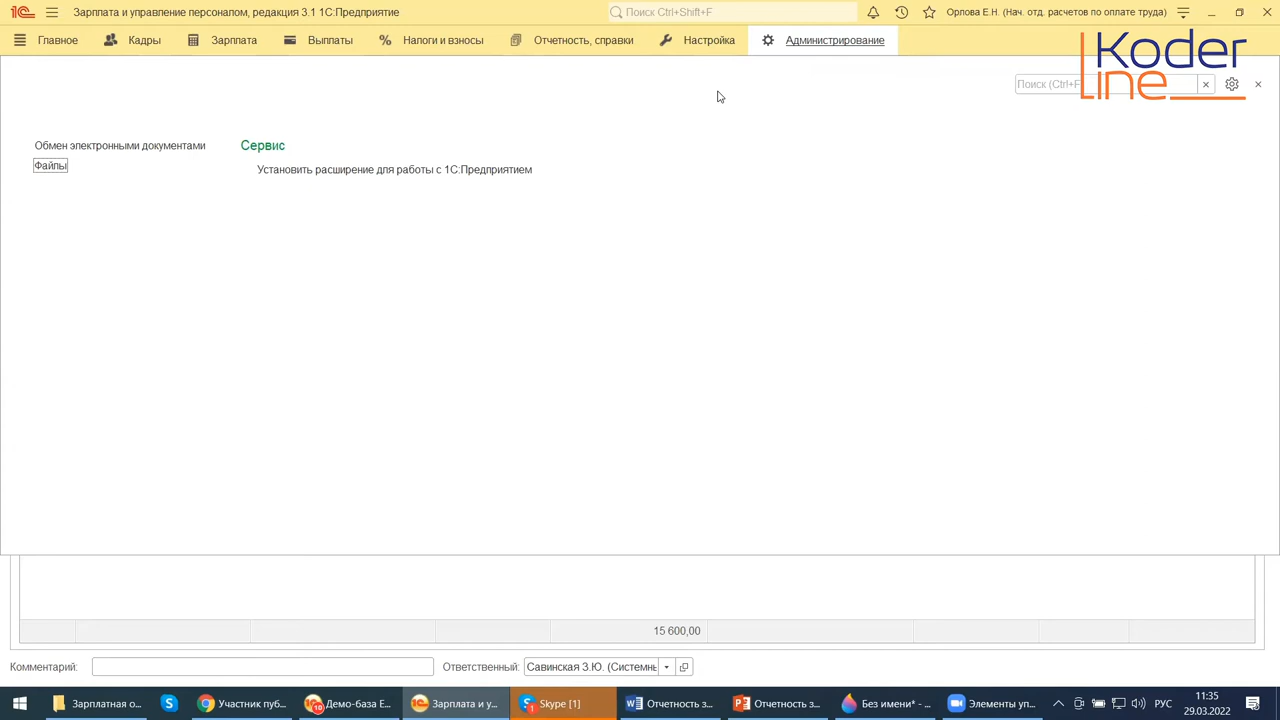 1С Зарплата и управление персоналом, редакция 3.1 1С:Предприятие Поиск Ctrl+Shift+F Орлова Е.Н. (Нач. отд. расчетов по оплате труда)
Главное Кадры Зарплата Выплаты Налоги и взносы Отчетность, справки Настройка Администрирование
Koder
line
Поиск (Ctrl+F
Обмен электронными документами
Файлы
Сервис
Установить расширение для работы с 1С:Предприятием
15 600,00
Комментарий: Ответственный: Савинская З.Ю. (Системны
Зарплатная о... Участник пуб... 10 Демо-база Е... Зарплата и у... 1 Skype [1] Отчетность з... Отчетность з... Без имени* - ... Элементы уп... РУС 11:35
29.03.2022